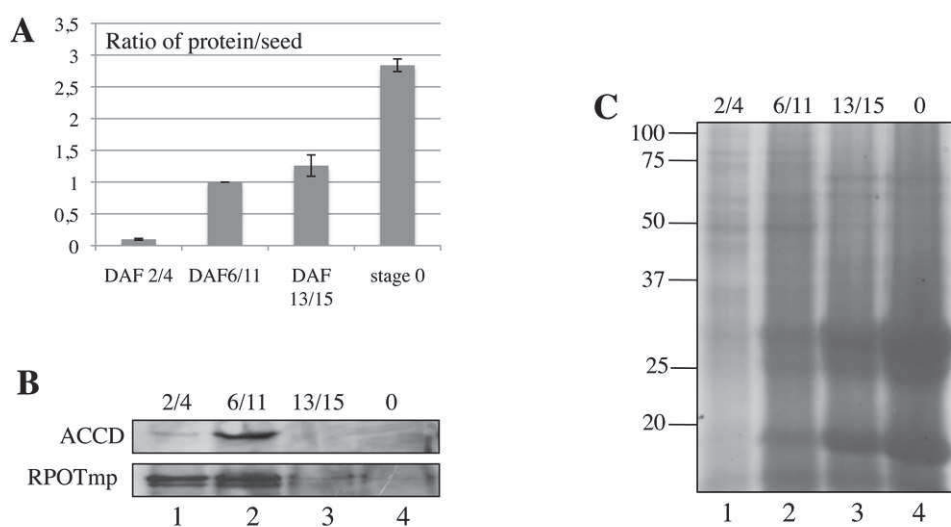 A
Ratio of protein/seed
3,5
3
2,5
2
1,5
1
0,5
0
DAF 2/4
DAF6/11
DAF
13/15
stage 0
B
2/4 6/11 13/15 0
ACCD
RPOTmp
1 2 3 4
C
2/4 6/11 13/15 0
100
75
50
37
25
20
1 2 3 4